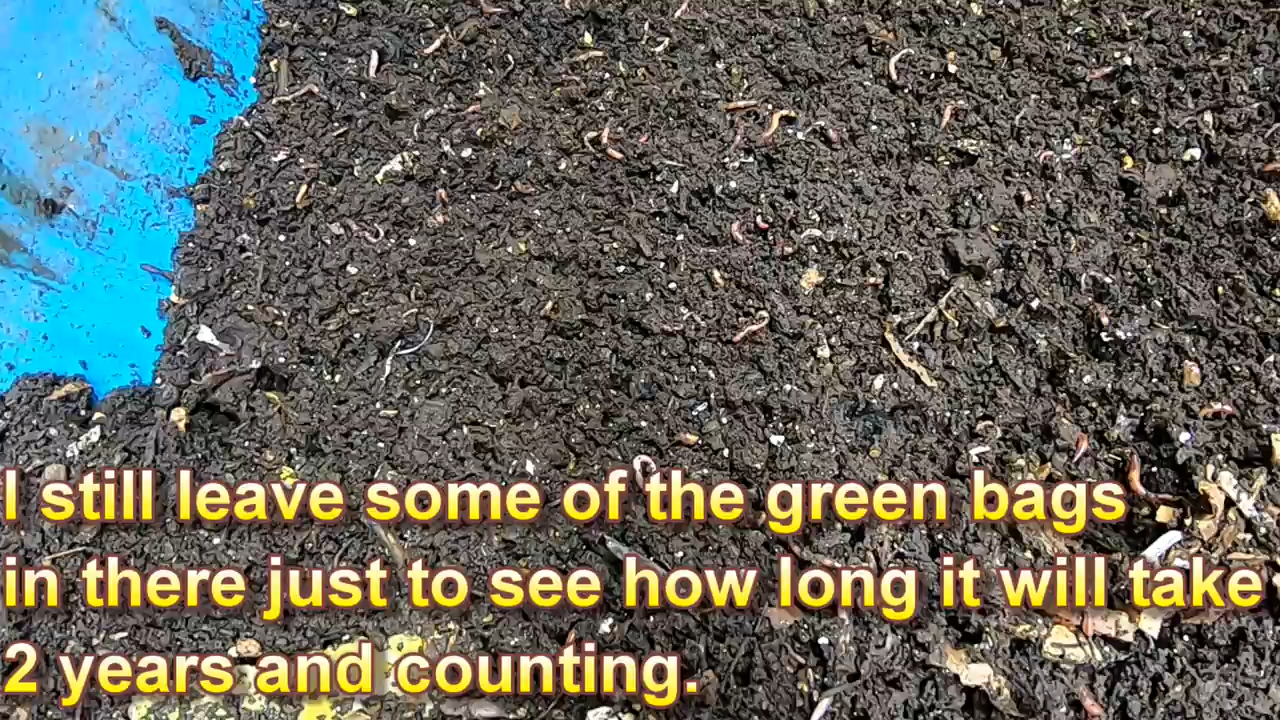 I still leave some of the green bags
in there just to see how long it will take
2 years and counting.